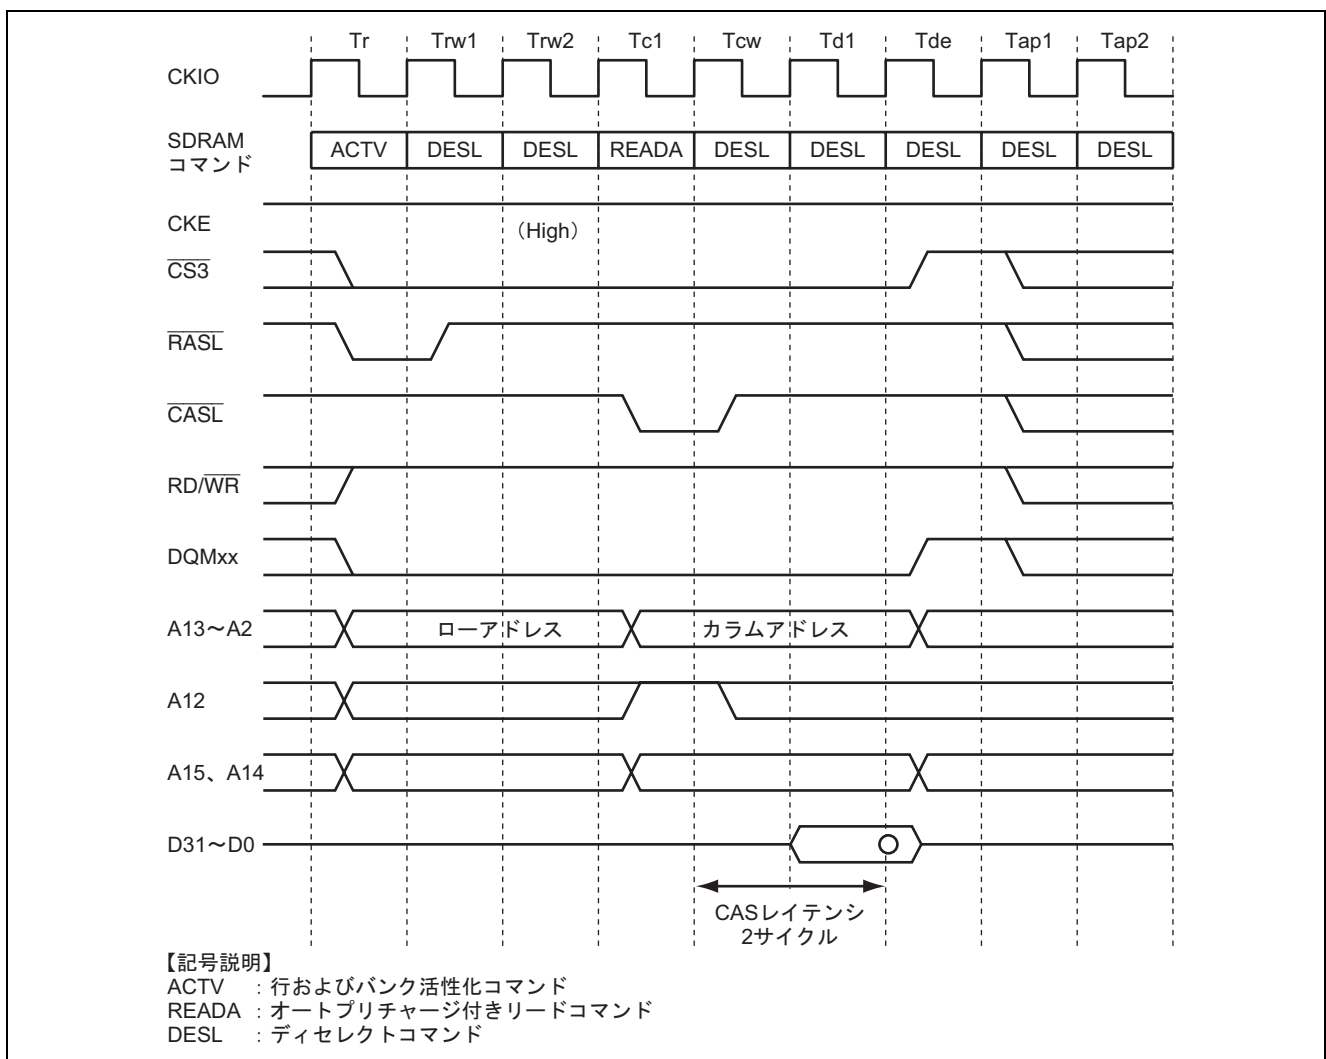 Tr Trw1 Trw2 Tc1 Tcw Td1 Tde Tap1 Tap2
CKIO
SDRAM
コマンド
ACTV DESL DESL READA DESL DESL DESL DESL DESL
CKE
（High）
CS3
RASL
CASL
RD/WR
DQMxx
A13～A2 ローアドレス カラムアドレス
A12
A15、A14
D31～D0
CASレイテンシ
2サイクル
【記号説明】
ACTV ：行およびバンク活性化コマンド
READA ：オートプリチャージ付きリードコマンド
DESL ：ディセレクトコマンド